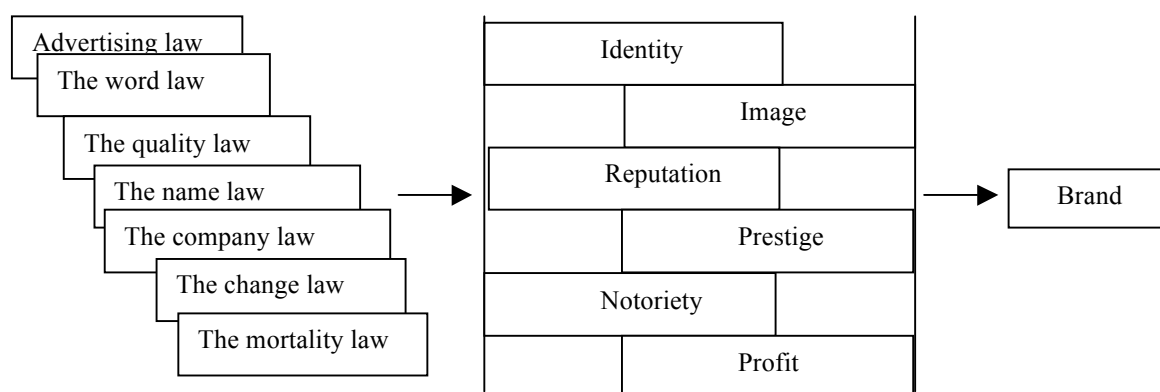 Advertising law
The word law
The quality law
The name law
The company law
The change law
The mortality law
Identity
Image
Reputation
Prestige
Notoriety
Profit
Brand